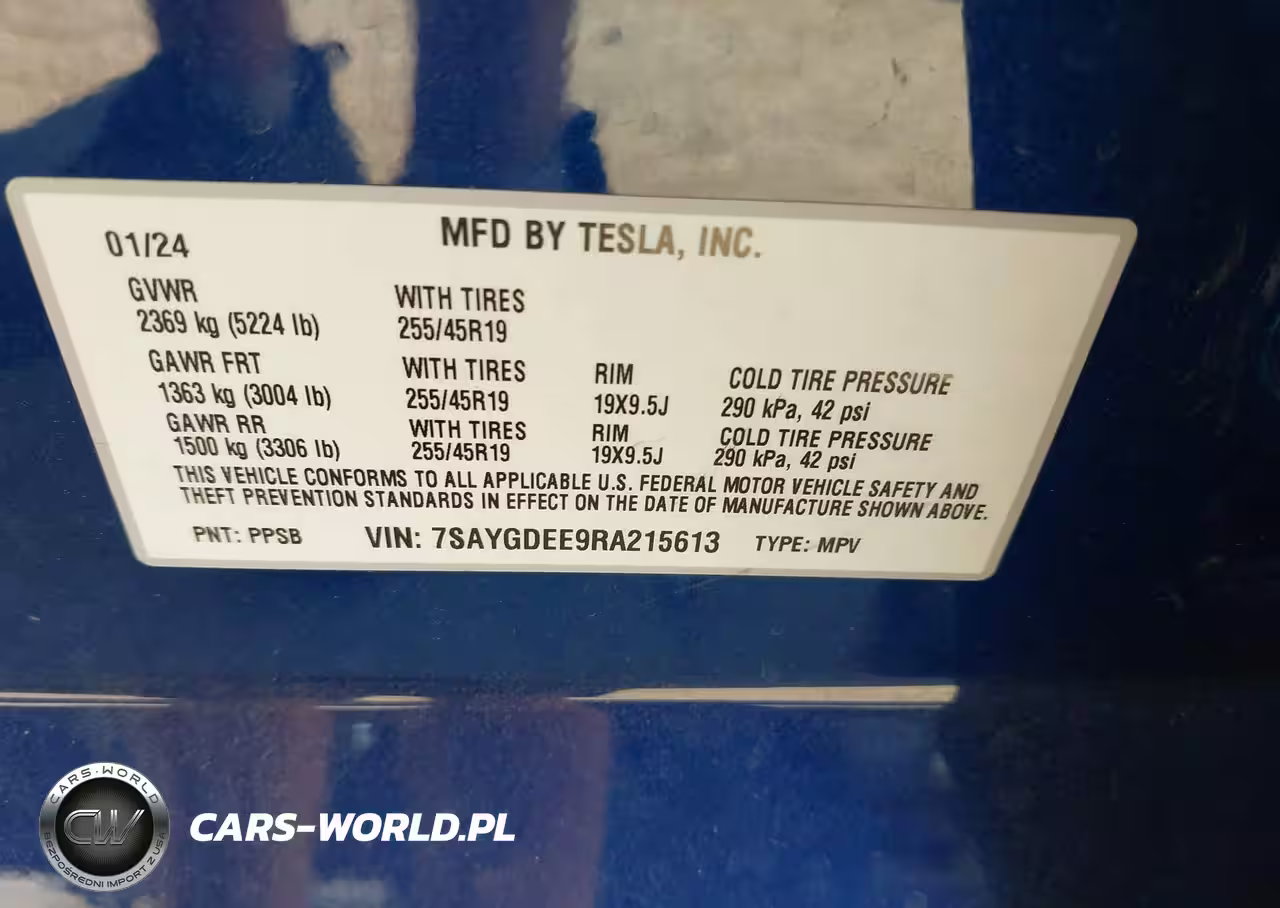 01/24
MFD BY TESLA, INC.
GVWR
WITH TIRES
2369 kg (5224 lb)
255/45R19
GAWR FRT
WITH TIRES
RIM
COLD TIRE PRESSURE
1363 kg (3004 lb)
255/45R19
19X9.5J
290 kPa, 42 psi
GAWR RR
WITH TIRES
RIM
COLD TIRE PRESSURE
1500 kg (3306 lb)
255/45R19
19X9.5J
290 kPa, 42 psi
THIS VEHICLE CONFORMS TO ALL APPLICABLE U.S. FEDERAL MOTOR VEHICLE SAFETY AND
THEFT PREVENTION STANDARDS IN EFFECT ON THE DATE OF MANUFACTURE SHOWN ABOVE.
PNT: PPSB
VIN: 7SAYGDEE9RA215613
TYPE: MPV
CARS-WORLD
CW
BEZPOŚREDNI IMPORT Z USA
CARS-WORLD.PL